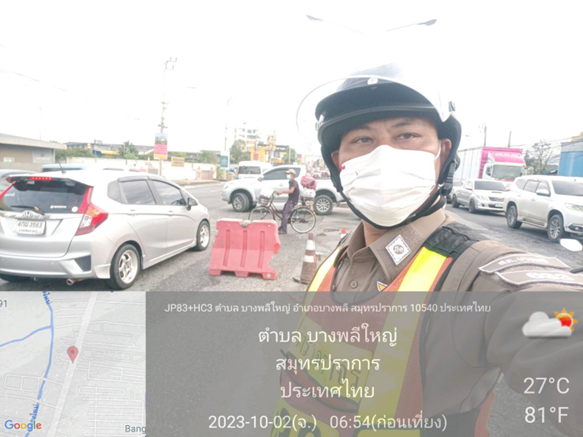 JP83+HC3 ตำบล บางพลีใหญ่ อำเภอบางพลี สมุทรปราการ 10540 ประเทศไทย
ตำบล บางพลีใหญ่
สมุทรปราการ
ประเทศไทย
2023-10-02(จ.) 06:54(ก่อนเที่ยง)
27°C
81°F
91
Google
Bang